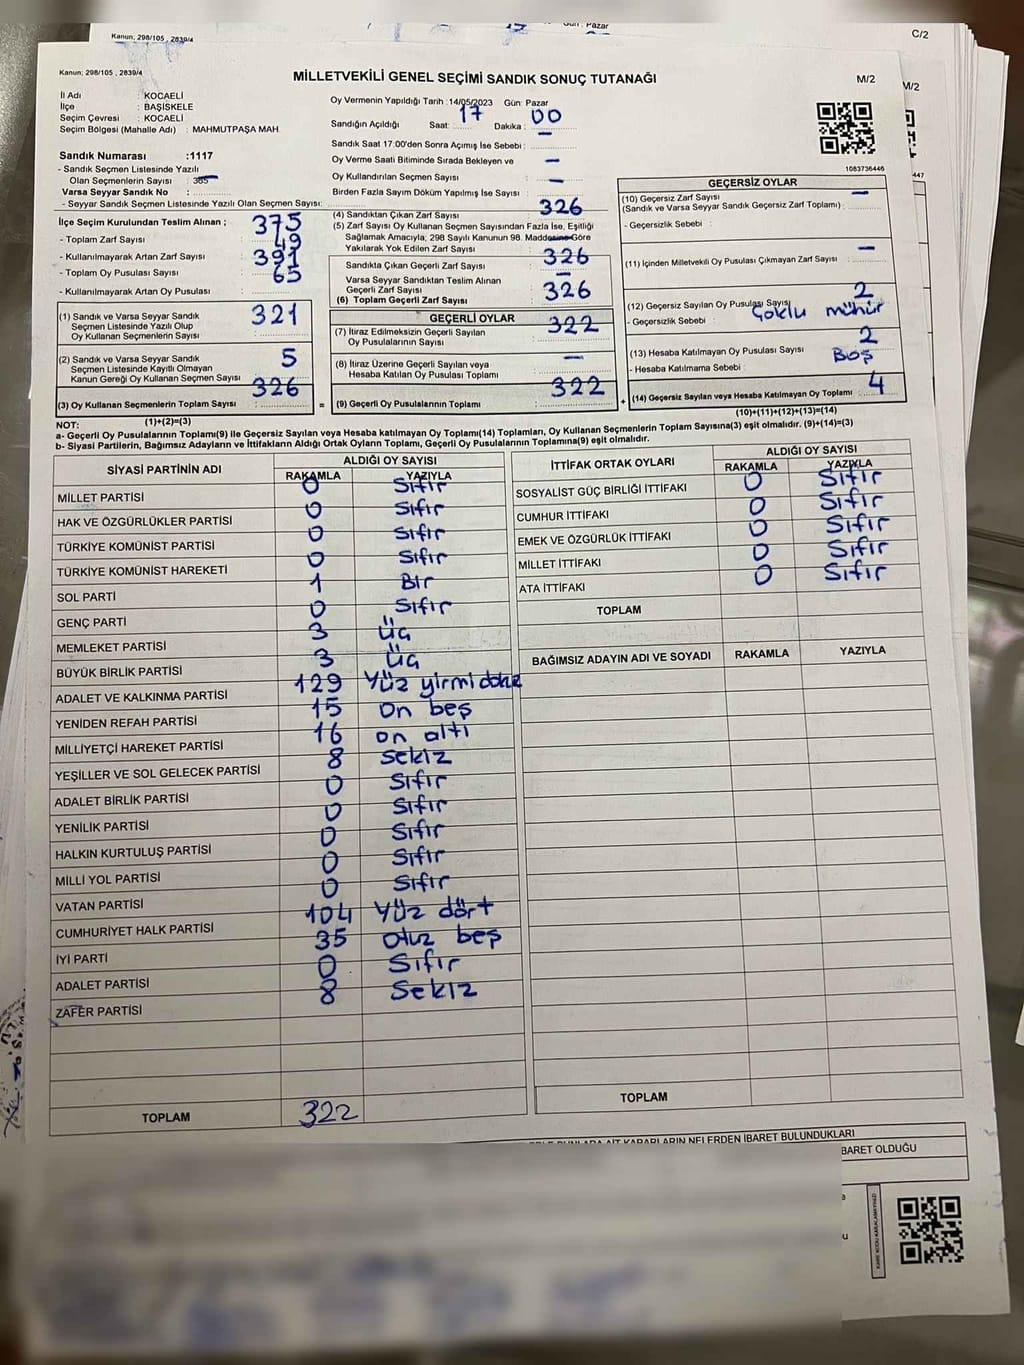 Kanun; 298/105 , 2839/4
Gün: Pazar
C/2
Kanun; 298/105 , 2839/4
MİLLETVEKİLİ GENEL SEÇİMİ SANDIK SONUÇ TUTANAĞI
M/2
M/2
İl Adı : KOCAELİ
İlçe : BAŞİSKELE
Seçim Çevresi : KOCAELİ
Seçim Bölgesi (Mahalle Adı) : MAHMUTPAŞA MAH.
Oy Vermenin Yapıldığı Tarih :14/05/2023 Gün: Pazar
Sandığın Açıldığı Saat: 17 Dakika : 00
Sandık Saat 17:00'den Sonra Açımış İse Sebebi : —
Oy Verme Saati Bitiminde Sırada Bekleyen ve
Oy Kullandırılan Seçmen Sayısı : —
Birden Fazla Sayım Döküm Yapılmış İse Sayısı : —
1083736446
447
Sandık Numarası :1117
- Sandık Seçmen Listesinde Yazılı
Olan Seçmenlerin Sayısı : 385
Varsa Seyyar Sandık No : —
- Seyyar Sandık Seçmen Listesinde Yazılı Olan Seçmen Sayısı:
İlçe Seçim Kurulundan Teslim Alınan ;
- Toplam Zarf Sayısı : 375
- Kullanılmayarak Artan Zarf Sayısı : 49
- Toplam Oy Pusulası Sayısı : 391
- Kullanılmayarak Artan Oy Pusulası : 65
(1) Sandık ve Varsa Seyyar Sandık
Seçmen Listesinde Yazılı Olup
Oy Kullanan Seçmenlerin Sayısı : 321
(2) Sandık ve Varsa Seyyar Sandık
Seçmen Listesinde Kayıtlı Olmayan
Kanun Gereği Oy Kullanan Seçmen Sayısı : 5
(3) Oy Kullanan Seçmenlerin Toplam Sayısı : 326
(1)+(2)=(3)
(4) Sandıktan Çıkan Zarf Sayısı : 326
(5) Zarf Sayısı Oy Kullanan Seçmen Sayısından Fazla İse, Eşitliği
Sağlamak Amacıyla, 298 Sayılı Kanunun 98. Maddesine Göre
Yakılarak Yok Edilen Zarf Sayısı : —
Sandıkta Çıkan Geçerli Zarf Sayısı : 326
Varsa Seyyar Sandıktan Teslim Alınan
Geçerli Zarf Sayısı : —
(6) Toplam Geçerli Zarf Sayısı : 326
GEÇERLİ OYLAR
(7) İtiraz Edilmeksizin Geçerli Sayılan
Oy Pusulalarının Sayısı : 322
(8) İtiraz Üzerine Geçerli Sayılan veya
Hesaba Katılan Oy Pusulası Toplamı : —
= (9) Geçerli Oy Pusulalarının Toplamı : 322
GEÇERSİZ OYLAR
(10) Geçersiz Zarf Sayısı
(Sandık ve Varsa Seyyar Sandık Geçersiz Zarf Toplamı) : —
- Geçersizlik Sebebi :
(11) İçinden Milletvekili Oy Pusulası Çıkmayan Zarf Sayısı : —
(12) Geçersiz Sayılan Oy Pusulası Sayısı : 2
- Geçersizlik Sebebi : Çoklu mühür
(13) Hesaba Katılmayan Oy Pusulası Sayısı : 2
- Hesaba Katılmama Sebebi : Boş
+ (14) Geçersiz Sayılan veya Hesaba Katılmayan Oy Toplamı : 4
(10)+(11)+(12)+(13)=(14)
NOT:
a- Geçerli Oy Pusulalarının Toplamı(9) ile Geçersiz Sayılan veya Hesaba Katılmayan Oy Toplamı(14) Toplamları, Oy Kullanan Seçmenlerin Toplam Sayısına(3) eşit olmalıdır. (9)+(14)=(3)
b- Siyasi Partilerin, Bağımsız Adayların ve İttifakların Aldığı Ortak Oyların Toplamı, Geçerli Oy Pusulalarının Toplamına(9) eşit olmalıdır.
SİYASİ PARTİNİN ADI ALDIĞI OY SAYISI
RAKAMLA YAZIYLA
MİLLET PARTİSİ 0 Sıfır
HAK VE ÖZGÜRLÜKLER PARTİSİ 0 Sıfır
TÜRKİYE KOMÜNİST PARTİSİ 0 Sıfır
TÜRKİYE KOMÜNİST HAREKETİ 0 Sıfır
SOL PARTİ 1 Bir
GENÇ PARTİ 0 Sıfır
MEMLEKET PARTİSİ 3 Üç
BÜYÜK BİRLİK PARTİSİ 3 Üç
ADALET VE KALKINMA PARTİSİ 129 Yüz yirmi dokuz
YENİDEN REFAH PARTİSİ 15 On beş
MİLLİYETÇİ HAREKET PARTİSİ 16 on altı
YEŞİLLER VE SOL GELECEK PARTİSİ 8 Sekiz
ADALET BİRLİK PARTİSİ 0 Sıfır
YENİLİK PARTİSİ 0 Sıfır
HALKIN KURTULUŞ PARTİSİ 0 Sıfır
MİLLİ YOL PARTİSİ 0 Sıfır
VATAN PARTİSİ 0 Sıfır
CUMHURİYET HALK PARTİSİ 104 Yüz dört
İYİ PARTİ 35 otuz beş
ADALET PARTİSİ 0 Sıfır
ZAFER PARTİSİ 8 Sekiz
TOPLAM 322
İTTİFAK ORTAK OYLARI ALDIĞI OY SAYISI
RAKAMLA YAZIYLA
SOSYALİST GÜÇ BİRLİĞİ İTTİFAKI 0 Sıfır
CUMHUR İTTİFAKI 0 Sıfır
EMEK VE ÖZGÜRLÜK İTTİFAKI 0 Sıfır
MİLLET İTTİFAKI 0 Sıfır
ATA İTTİFAKI 0 Sıfır
TOPLAM
BAĞIMSIZ ADAYIN ADI VE SOYADI RAKAMLA YAZIYLA
TOPLAM
BUNLARA AİT KARARLARIN NELERDEN İBARET BULUNDUKLARI
BARET OLDUĞU
KARE KODU KARALAMAYINIZ!